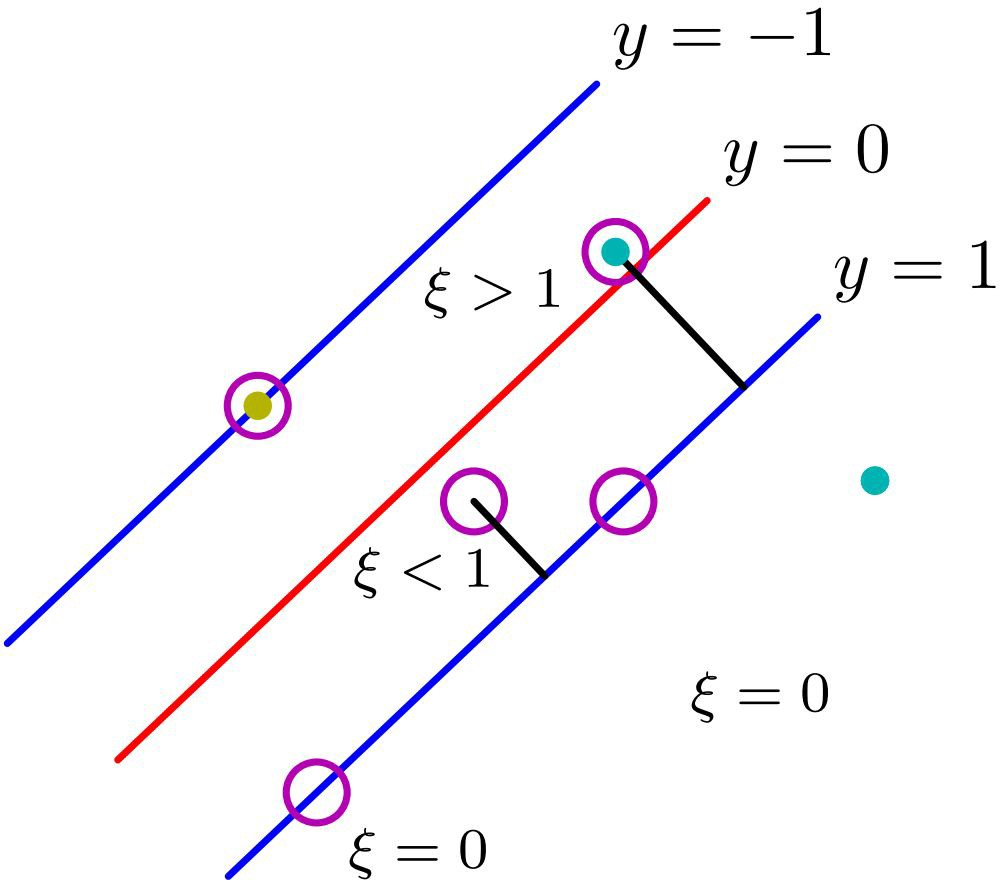 y = −1
y = 0
y = 1
ξ > 1
ξ < 1
ξ = 0
ξ = 0